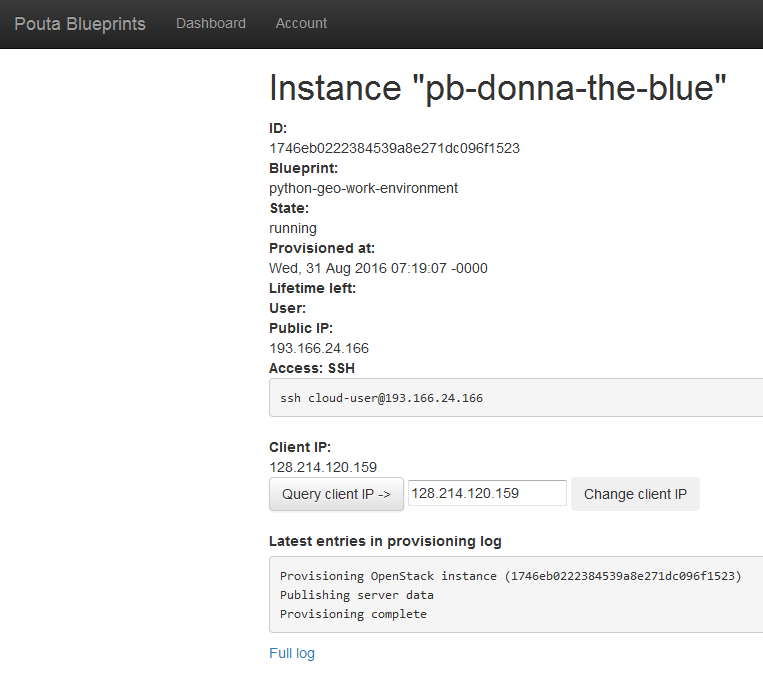 Pouta Blueprints Dashboard Account
Instance "pb-donna-the-blue"
ID:
1746eb0222384539a8e271dc096f1523
Blueprint:
python-geo-work-environment
State:
running
Provisioned at:
Wed, 31 Aug 2016 07:19:07 -0000
Lifetime left:
User:
Public IP:
193.166.24.166
Access: SSH
ssh cloud-user@193.166.24.166
Client IP:
128.214.120.159
Query client IP -> 128.214.120.159 Change client IP
Latest entries in provisioning log
Provisioning OpenStack instance (1746eb0222384539a8e271dc096f1523)
Publishing server data
Provisioning complete
Full log